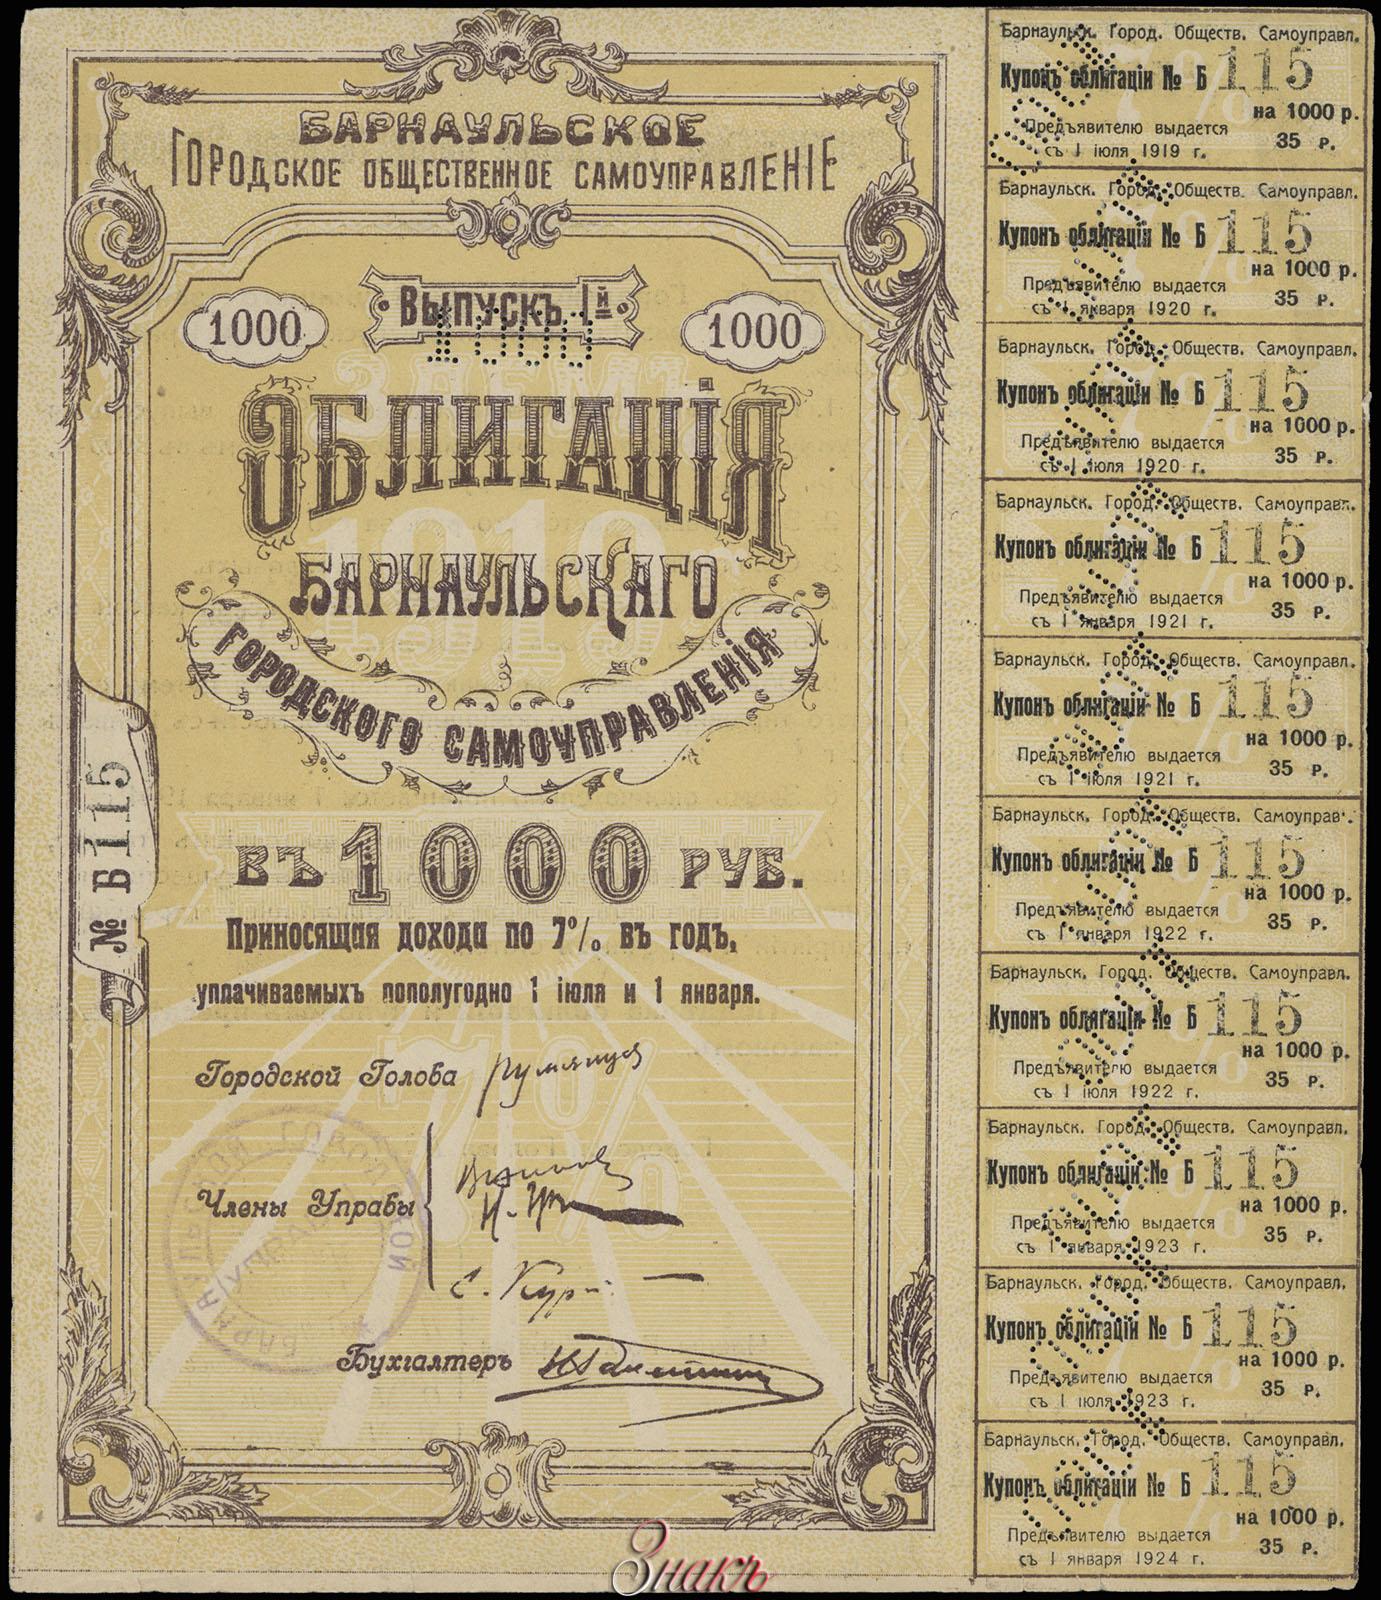 БАРНАУЛЬСКОЕ
ГОРОДСКОЕ ОБЩЕСТВЕННОЕ САМОУПРАВЛЕНІЕ
ВЫПУСКЪ I-Й
1000
1000
1000
ЗАЕМЪ
ОБЛИГАЦІЯ
1919
БАРНАУЛЬСКАГО
ГОРОДСКОГО САМОУПРАВЛЕНІЯ
ВЪ 1000 РУБ.
Приносящая дохода по 7% въ годъ,
уплачиваемыхъ пополугодно 1 іюля и 1 января.
7%
Городской Голова
Члены Управы
Бухгалтеръ
№ Б 115
Барнаульск. Город. Обществ. Самоуправл.
Купонъ облигаціи № Б 115
на 1000 р.
Предъявителю выдается 35 р.
съ 1 іюля 1919 г.
Барнаульск. Город. Обществ. Самоуправл.
Купонъ облигаціи № Б 115
на 1000 р.
Предъявителю выдается 35 р.
съ 1 января 1920 г.
Барнаульск. Город. Обществ. Самоуправл.
Купонъ облигаціи № Б 115
на 1000 р.
Предъявителю выдается 35 р.
съ 1 іюля 1920 г.
Барнаульск. Город. Обществ. Самоуправл.
Купонъ облигаціи № Б 115
на 1000 р.
Предъявителю выдается 35 р.
съ 1 января 1921 г.
Барнаульск. Город. Обществ. Самоуправл.
Купонъ облигаціи № Б 115
на 1000 р.
Предъявителю выдается 35 р.
съ 1 іюля 1921 г.
Барнаульск. Город. Обществ. Самоуправ.
Купонъ облигаціи № Б 115
на 1000 р.
Предъявителю выдается 35 р.
съ 1 января 1922 г.
Барнаульск. Город. Обществ. Самоуправл.
Купонъ облигаціи № Б 115
на 1000 р.
Предъявителю выдается 35 р.
съ 1 іюля 1922 г.
Барнаульск. Город. Обществ. Самоуправл.
Купонъ облигаціи № Б 115
на 1000 р.
Предъявителю выдается 35 р.
съ 1 января 1923 г.
Барнаульск. Город. Обществ. Самоуправл.
Купонъ облигаціи № Б 115
на 1000 р.
Предъявителю выдается 35 р.
съ 1 іюля 1923 г.
Барнаульск. Город. Обществ. Самоуправл.
Купонъ облигаціи № Б 115
на 1000 р.
Предъявителю выдается 35 р.
съ 1 января 1924 г.
Знакъ